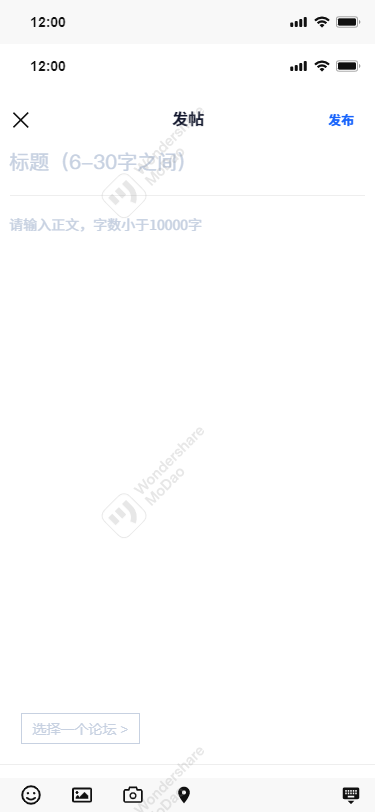 12:00
12:00
发帖
发布
标题（6-30字之间）
请输入正文，字数小于10000字
Wondershare
MoDao
Wondershare
MoDao
选择一个论坛 >
Wondershare
MoDao